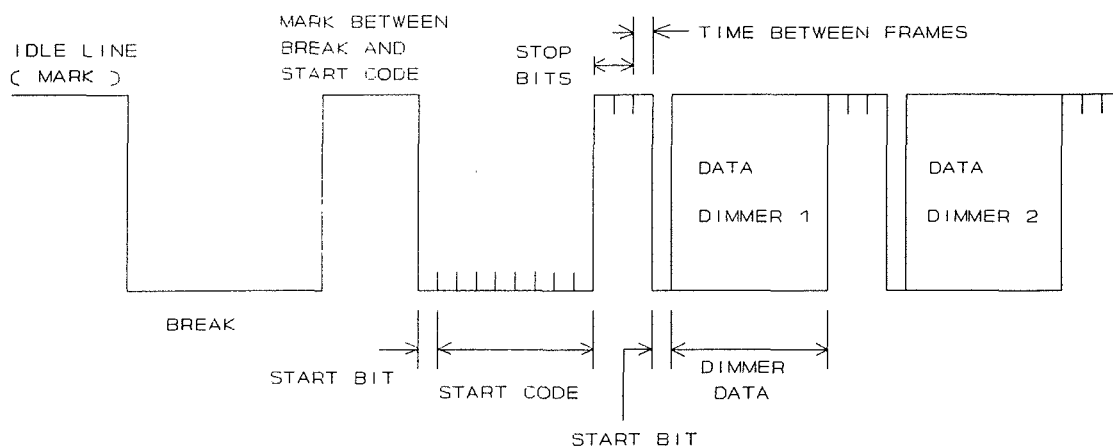 IDLE LINE
( MARK )
MARK BETWEEN
BREAK AND
START CODE
STOP
BITS
TIME BETWEEN FRAMES
DATA
DIMMER 1
DATA
DIMMER 2
BREAK
START BIT
START CODE
START BIT
DIMMER
DATA